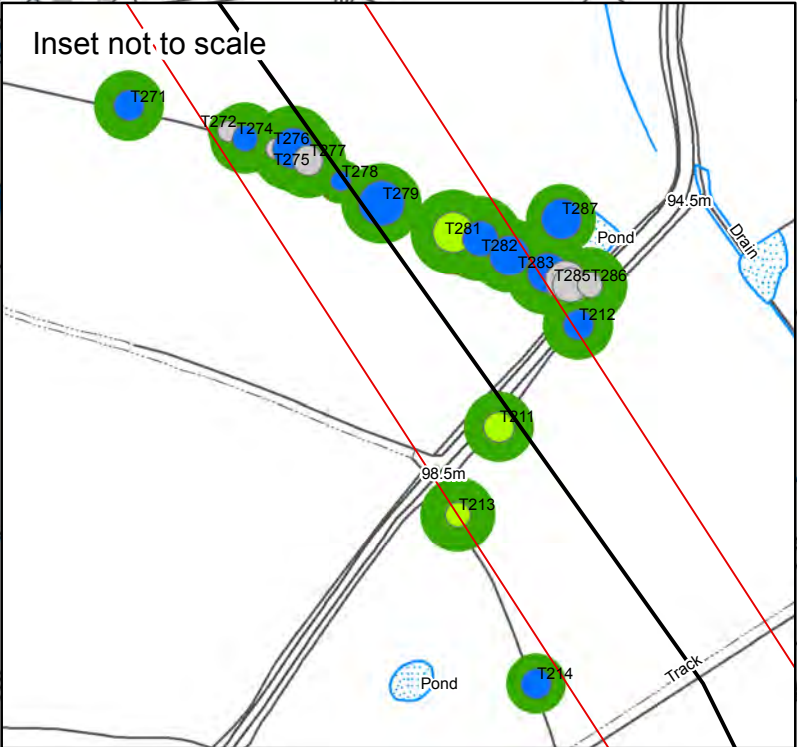 Inset not to scale
T271
T272
T274
T276
T275
T277
T278
T279
T281
T282
T283
T285
T286
T287
Pond
94.5m
Drain
T212
T211
98.5m
T213
T214
Pond
Track